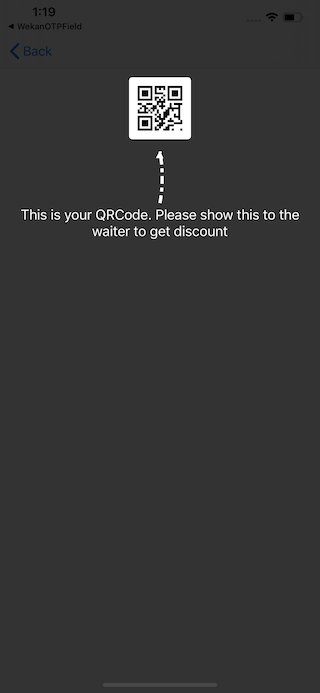 1:19
◀ WekanOTPField
Back
This is your QRCode. Please show this to the
waiter to get discount